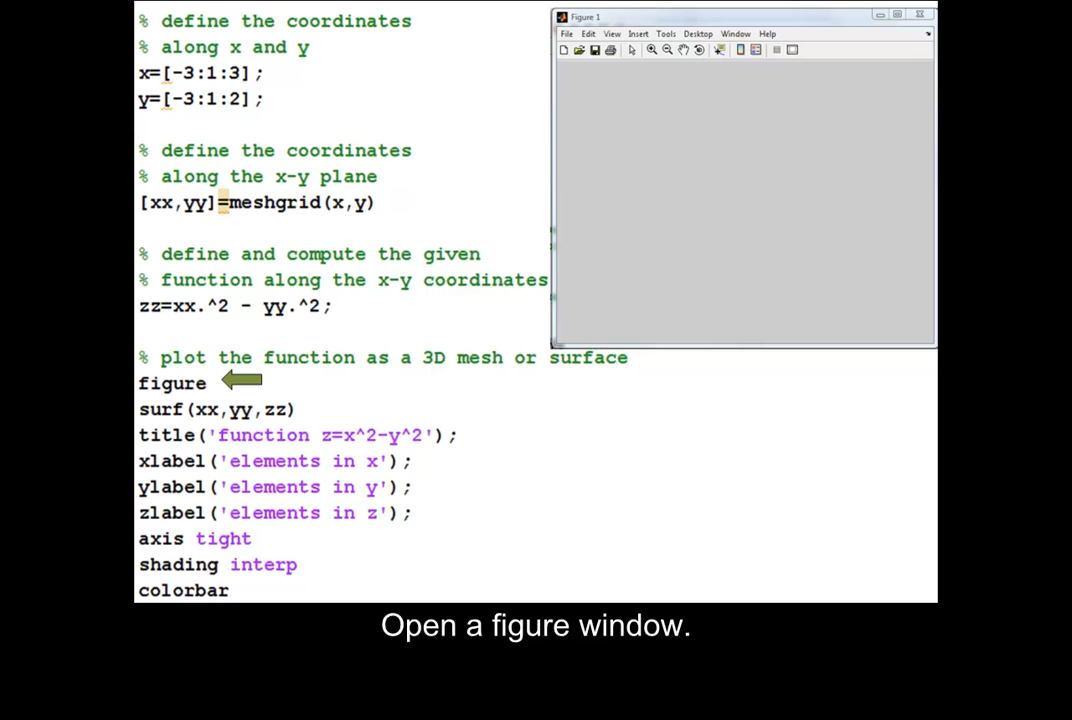 % define the coordinates
% along x and y
x=[-3:1:3];
y=[-3:1:2];
% define the coordinates
% along the x-y plane
[xx,yy]=meshgrid(x,y)
% define and compute the given
% function along the x-y coordinates
zz=xx.^2 - yy.^2;
% plot the function as a 3D mesh or surface
figure
surf(xx,yy,zz)
title('function z=x^2-y^2');
xlabel('elements in x');
ylabel('elements in y');
zlabel('elements in z');
axis tight
shading interp
colorbar
Figure 1
File Edit View Insert Tools Desktop Window Help
Open a figure window.